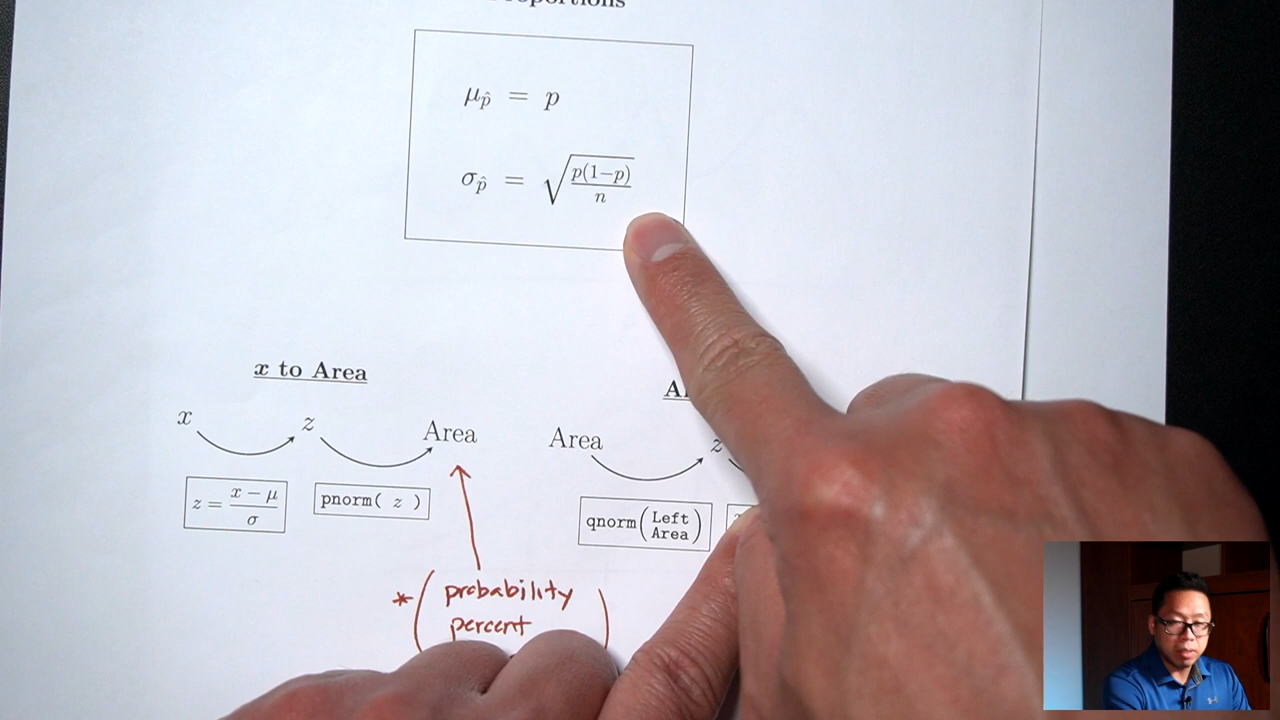 μ_p̂ = p
σ_p̂ = √(p(1−p)/n)
x to Area
x z Area
z = (x − μ)/σ
pnorm( z )
Area z
qnorm(Left Area)
*( probability
percent )